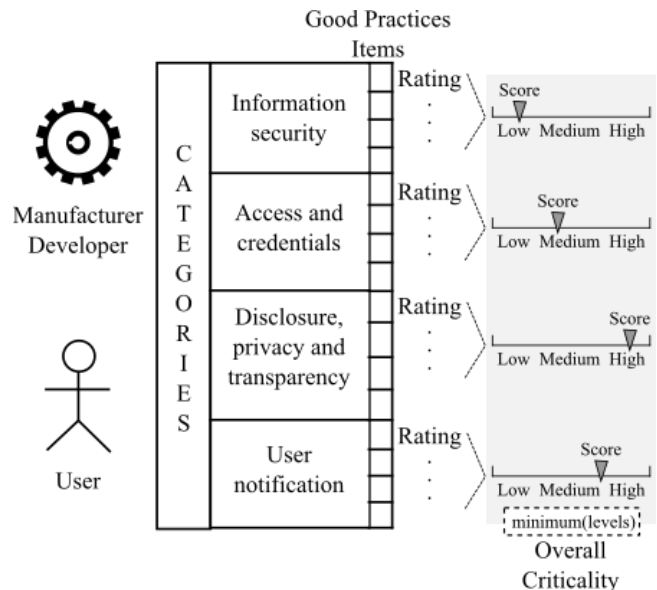 Good Practices
Items
Manufacturer
Developer
User
CATEGORIES
Information
security
Rating
Score
Low Medium High
Access and
credentials
Rating
Score
Low Medium High
Disclosure,
privacy and
transparency
Rating
Score
Low Medium High
User
notification
Rating
Score
Low Medium High
minimum(levels)
Overall
Criticality